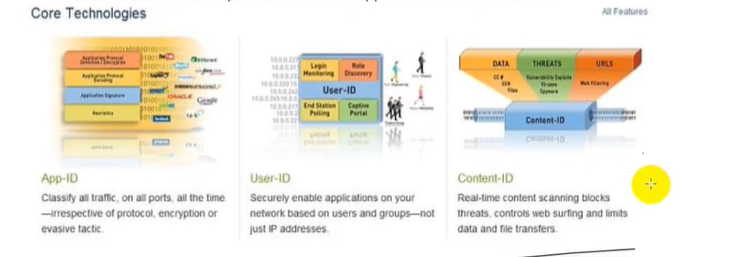 Core Technologies
All Features
Application Protocol
Detection / Decryption
Application Protocol
Decoding
Application Signature
Heuristics
ORACLE
Google
facebook
Login
Monitoring
Role
Discovery
User-ID
End Station
Polling
Captive
Portal
DATA
THREATS
URLS
CC #
SSN
Files
Vulnerability Exploits
Viruses
Spyware
Web Filtering
Content-ID
App-ID
Classify all traffic, on all ports, all the time
—irrespective of protocol, encryption or
evasive tactic.
User-ID
Securely enable applications on your
network based on users and groups—not
just IP addresses.
Content-ID
Real-time content scanning blocks
threats, controls web surfing and limits
data and file transfers.